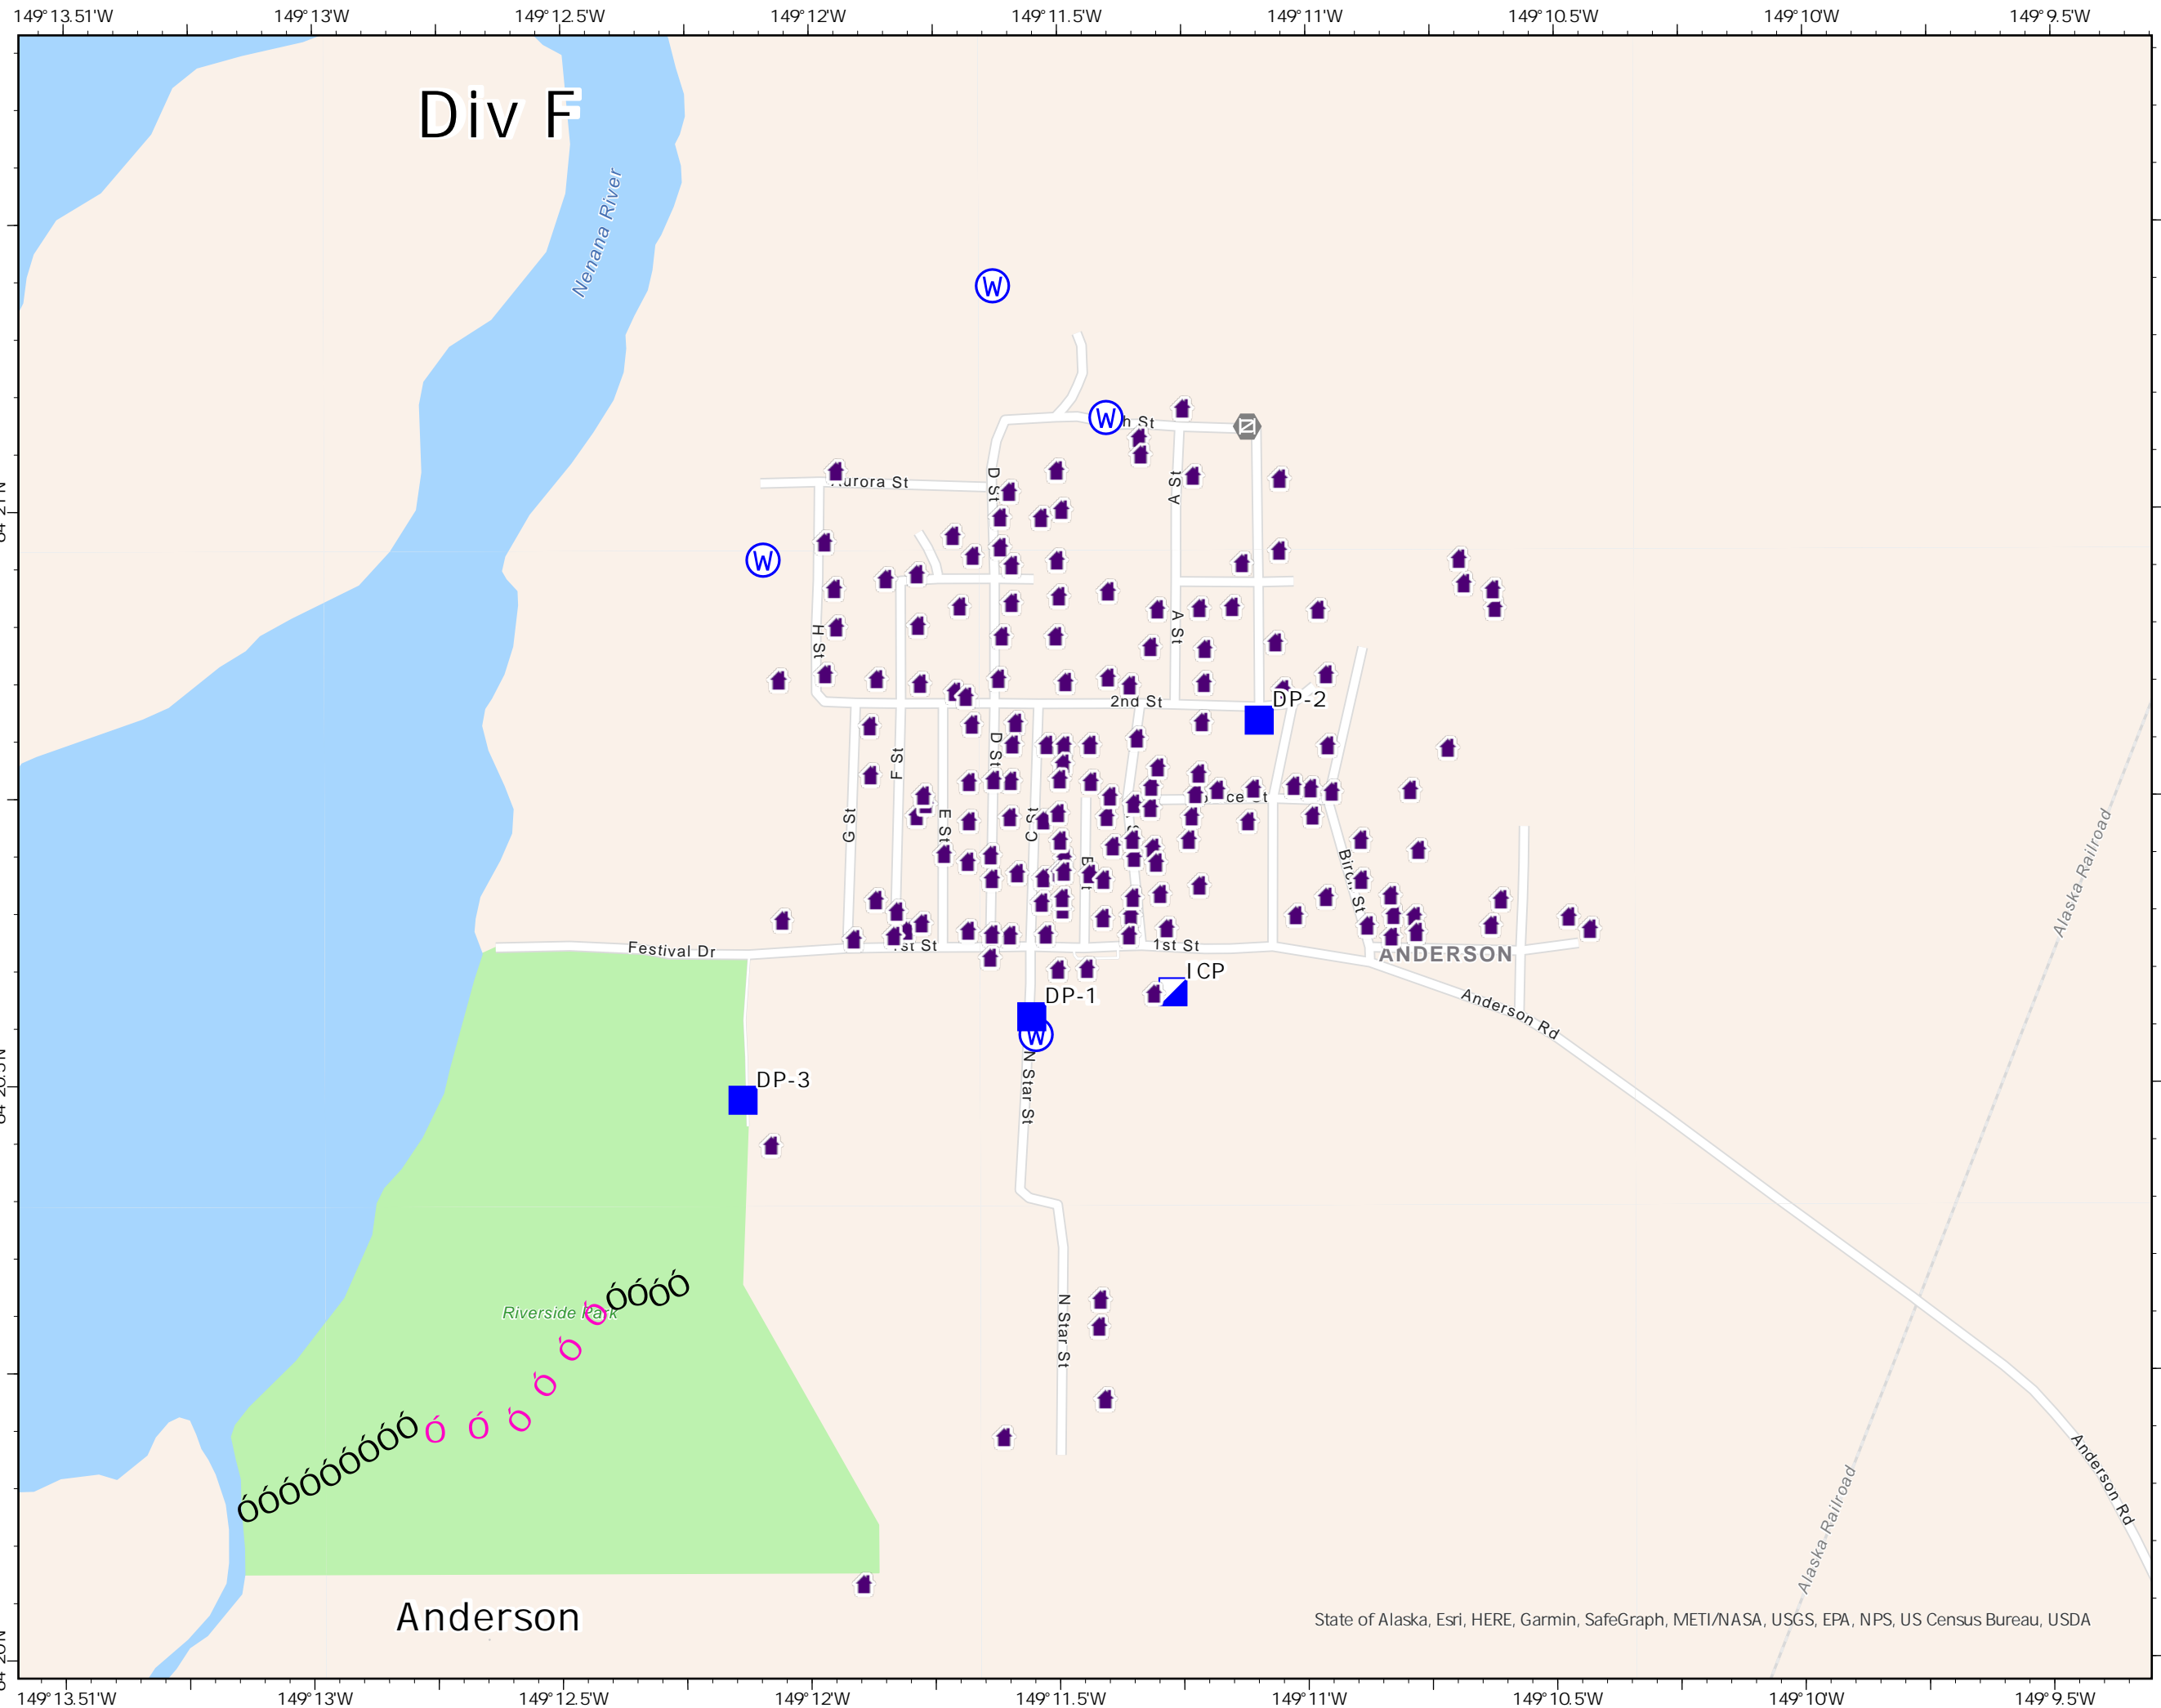 149°13.51'W
149°13'W
149°12.5'W
149°12'W
149°11.5'W
149°11'W
149°10.5'W
149°10'W
149°9.5'W
Div F
Nenana River
W
W
h St
Aurora St
D St
A St
W
H St
A St
2nd St
DP-2
D St
F St
G St
E St
Birch St
Alaska Railroad
Festival Dr
1st St
1st St
ANDERSON
ICP
DP-1
W
Anderson Rd
N Star St
DP-3
Riverside Park
ÓÓÓÓ
Ó Ó Ó Ó Ó Ó
ÓÓÓÓÓÓÓÓÓ
N Star St
Anderson Rd
Alaska Railroad
Anderson
State of Alaska, Esri, HERE, Garmin, SafeGraph, METI/NASA, USGS, EPA, NPS, US Census Bureau, USDA
149°13.51'W
149°13'W
149°12.5'W
149°12'W
149°11.5'W
149°11'W
149°10.5'W
149°10'W
149°9.5'W